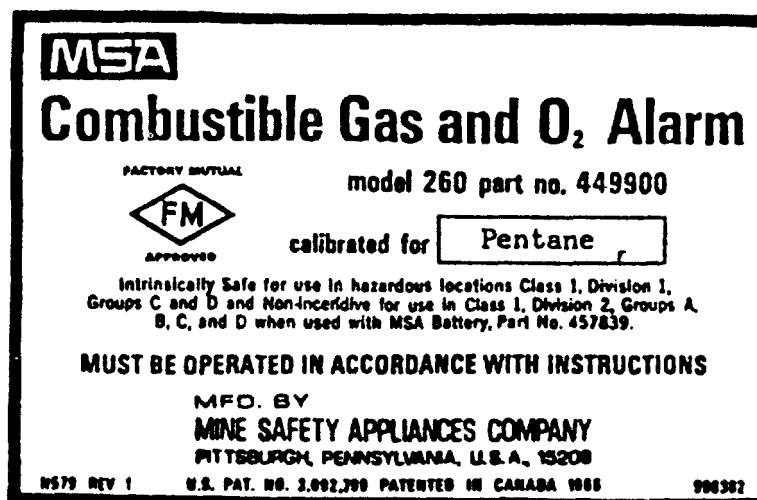 MSA
Combustible Gas and O₂ Alarm
FACTORY MUTUAL
FM
APPROVED
model 260 part no. 449900
calibrated for Pentane
Intrinsically Safe for use in hazardous locations Class 1, Division 1,
Groups C and D and Non-Incendive for use in Class 1, Division 2, Groups A,
B, C, and D when used with MSA Battery, Part No. 457839.
MUST BE OPERATED IN ACCORDANCE WITH INSTRUCTIONS
MFD. BY
MINE SAFETY APPLIANCES COMPANY
PITTSBURGH, PENNSYLVANIA, U.S.A. 15208
REV 1 U.S. PAT. NO. PATENTED IN CANADA